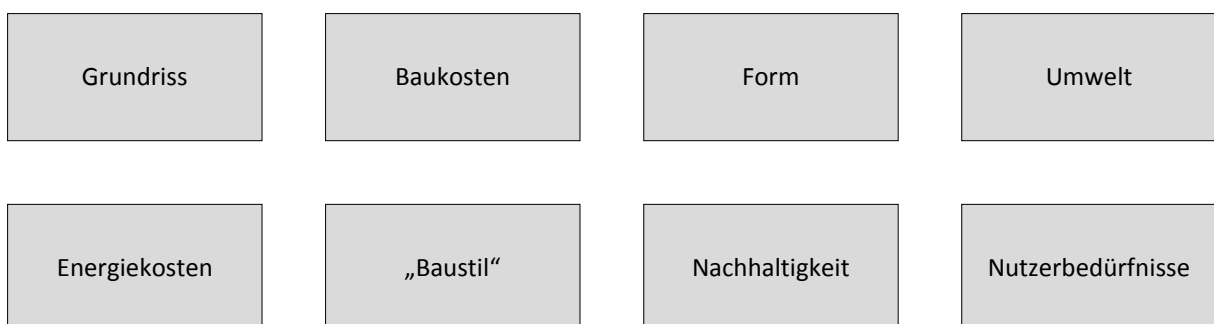 Grundriss
Baukosten
Form
Umwelt
Energiekosten
„Baustil“
Nachhaltigkeit
Nutzerbedürfnisse